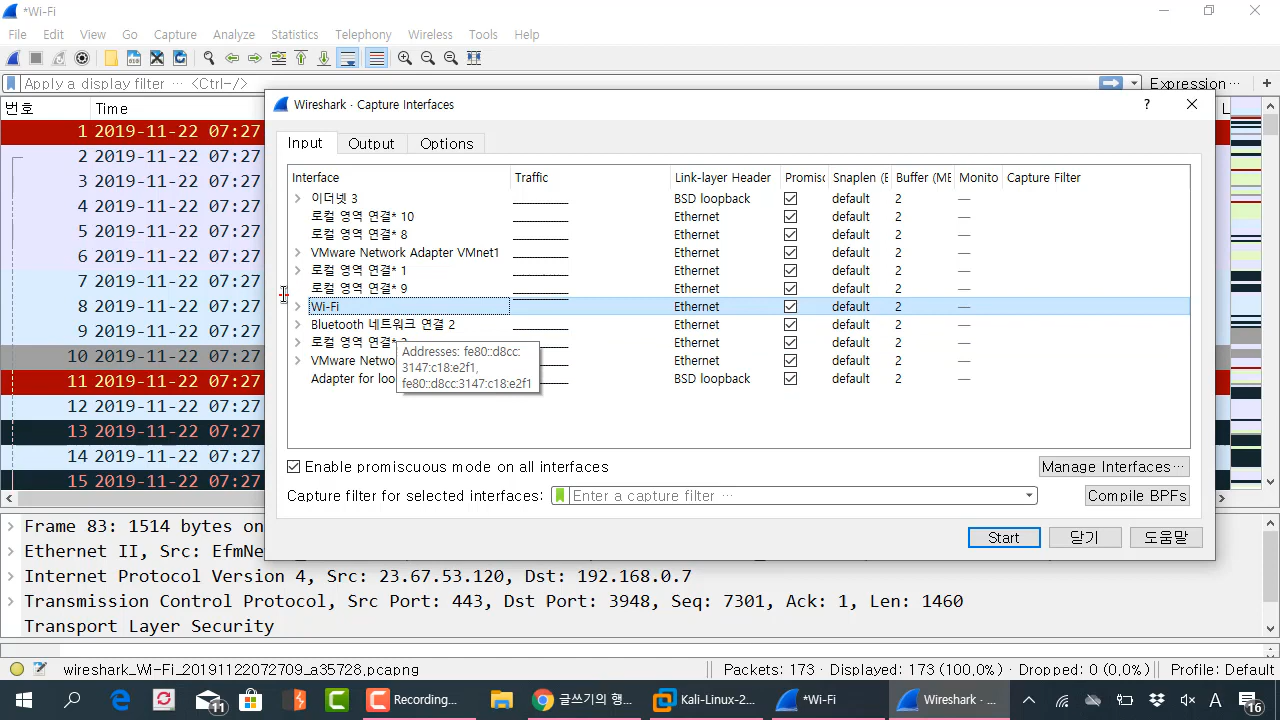 *Wi-Fi
File Edit View Go Capture Analyze Statistics Telephony Wireless Tools Help
Apply a display filter ··· <Ctrl-/> Expression···
번호 Time
1 2019-11-22 07:27
2 2019-11-22 07:27
3 2019-11-22 07:27
4 2019-11-22 07:27
5 2019-11-22 07:27
6 2019-11-22 07:27
7 2019-11-22 07:27
8 2019-11-22 07:27
9 2019-11-22 07:27
10 2019-11-22 07:27
11 2019-11-22 07:27
12 2019-11-22 07:27
13 2019-11-22 07:27
14 2019-11-22 07:27
15 2019-11-22 07:27
Wireshark · Capture Interfaces
Input Output Options
Interface Traffic Link-layer Header Promisc Snaplen (E Buffer (ME Monito Capture Filter
이더넷 3 BSD loopback default 2 —
로컬 영역 연결* 10 Ethernet default 2 —
로컬 영역 연결* 8 Ethernet default 2 —
VMware Network Adapter VMnet1 Ethernet default 2 —
로컬 영역 연결* 1 Ethernet default 2 —
로컬 영역 연결* 9 Ethernet default 2 —
Wi-Fi Ethernet default 2 —
Bluetooth 네트워크 연결 2 Ethernet default 2 —
로컬 영역 연결* Ethernet default 2 —
VMware Netwo Ethernet default 2 —
Adapter for loo BSD loopback default 2 —
Addresses: fe80::d8cc:
3147:c18:e2f1,
fe80::d8cc:3147:c18:e2f1
Enable promiscuous mode on all interfaces Manage Interfaces···
Capture filter for selected interfaces: Enter a capture filter ··· Compile BPFs
Start 닫기 도움말
Frame 83: 1514 bytes on
Ethernet II, Src: EfmNe
Internet Protocol Version 4, Src: 23.67.53.120, Dst: 192.168.0.7
Transmission Control Protocol, Src Port: 443, Dst Port: 3948, Seq: 7301, Ack: 1, Len: 1460
Transport Layer Security
wireshark_Wi-Fi_20191122072709_a35728.pcapng Packets: 173 · Displayed: 173 (100,0%) · Dropped: 0 (0,0%) Profile: Default
11 Recording... 글쓰기의 행... Kali-Linux-2... *Wi-Fi Wireshark · ... A 16